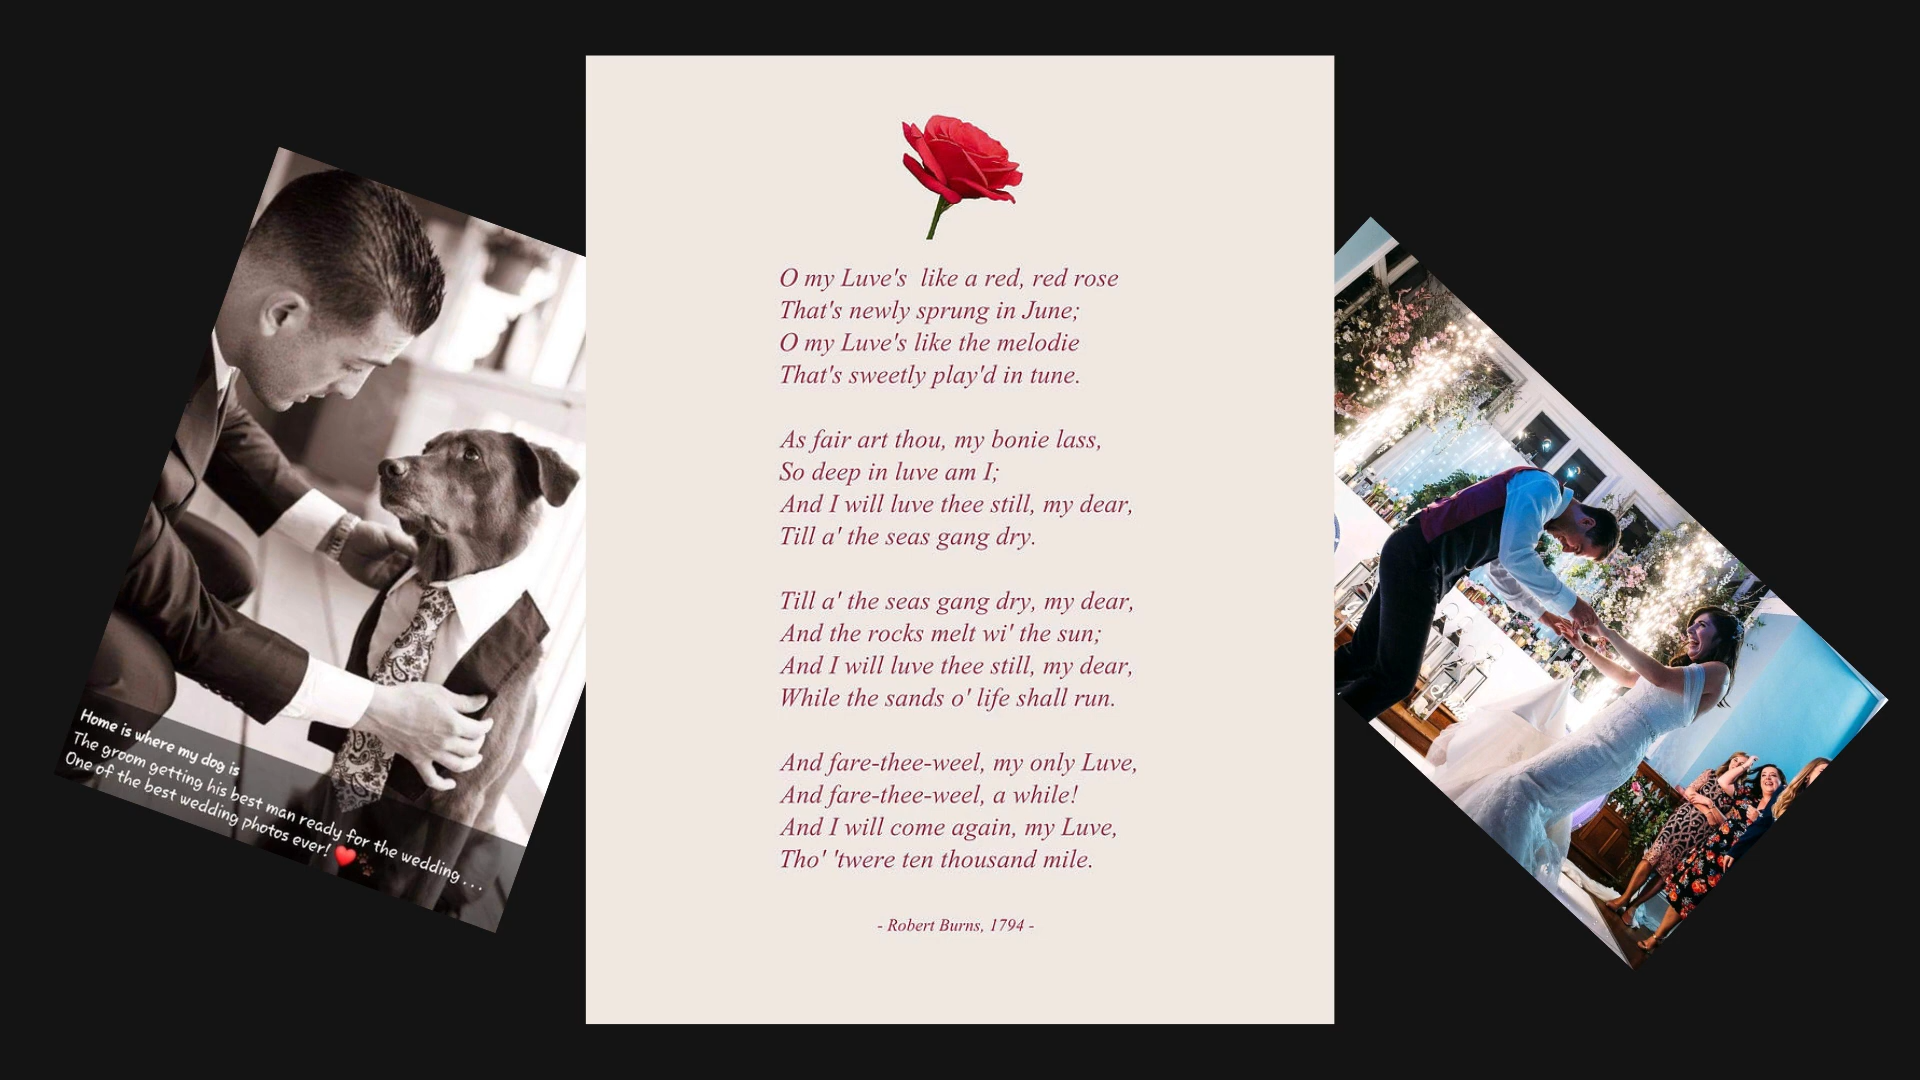 O my Luve's  like a red, red rose
That's newly sprung in June;
O my Luve's like the melodie
That's sweetly play'd in tune.

As fair art thou, my bonie lass,
So deep in luve am I;
And I will luve thee still, my dear,
Till a' the seas gang dry.

Till a' the seas gang dry, my dear,
And the rocks melt wi' the sun;
And I will luve thee still, my dear,
While the sands o' life shall run.

And fare-thee-weel, my only Luve,
And fare-thee-weel, a while!
And I will come again, my Luve,
Tho' 'twere ten thousand mile.

- Robert Burns, 1794 -

Home is where my dog is
The groom getting his best man ready for the wedding . . .
One of the best wedding photos ever! ❤️🐾